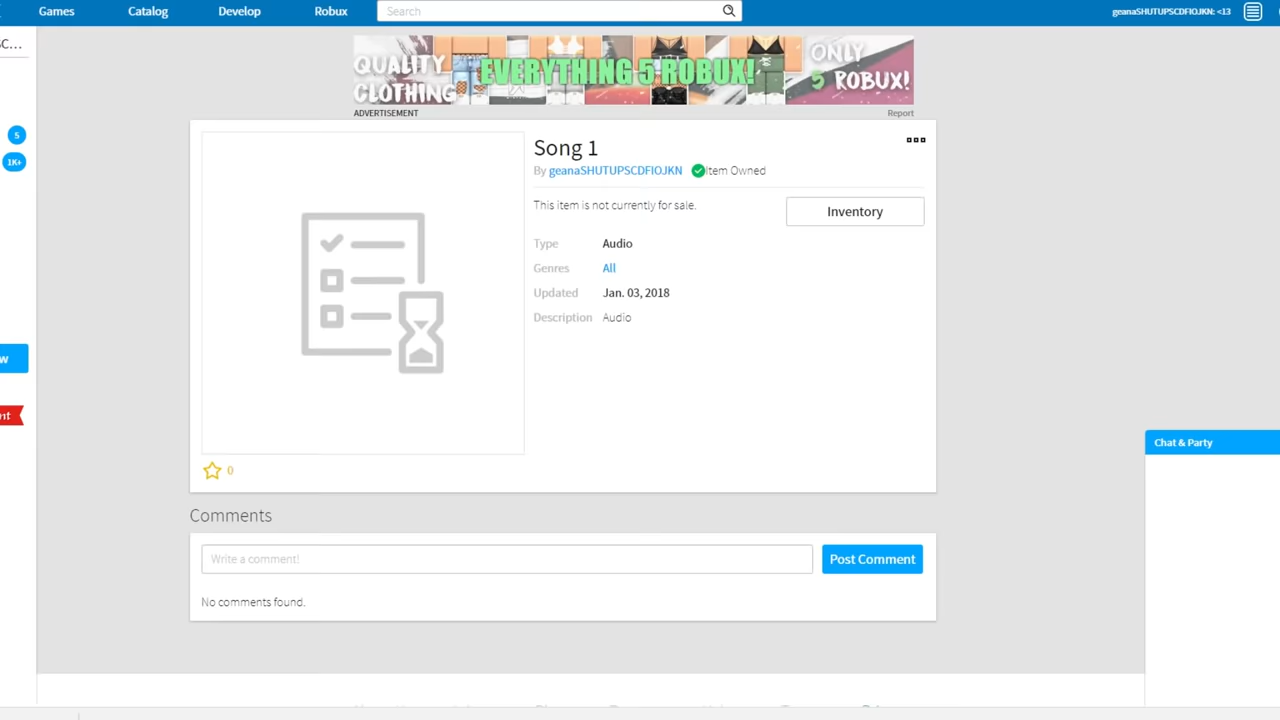 Games Catalog Develop Robux Search geanaSHUTUPSCDFIOJKN: <13
SC...
QUALITY CLOTHING EVERYTHING 5 ROBUX! ONLY 5 ROBUX!
ADVERTISEMENT Report
Song 1
By geanaSHUTUPSCDFIOJKN Item Owned
5
1K+
This item is not currently for sale. Inventory
Type Audio
Genres All
Updated Jan. 03, 2018
Description Audio
w
nt
Chat & Party
0
Comments
Write a comment! Post Comment
No comments found.